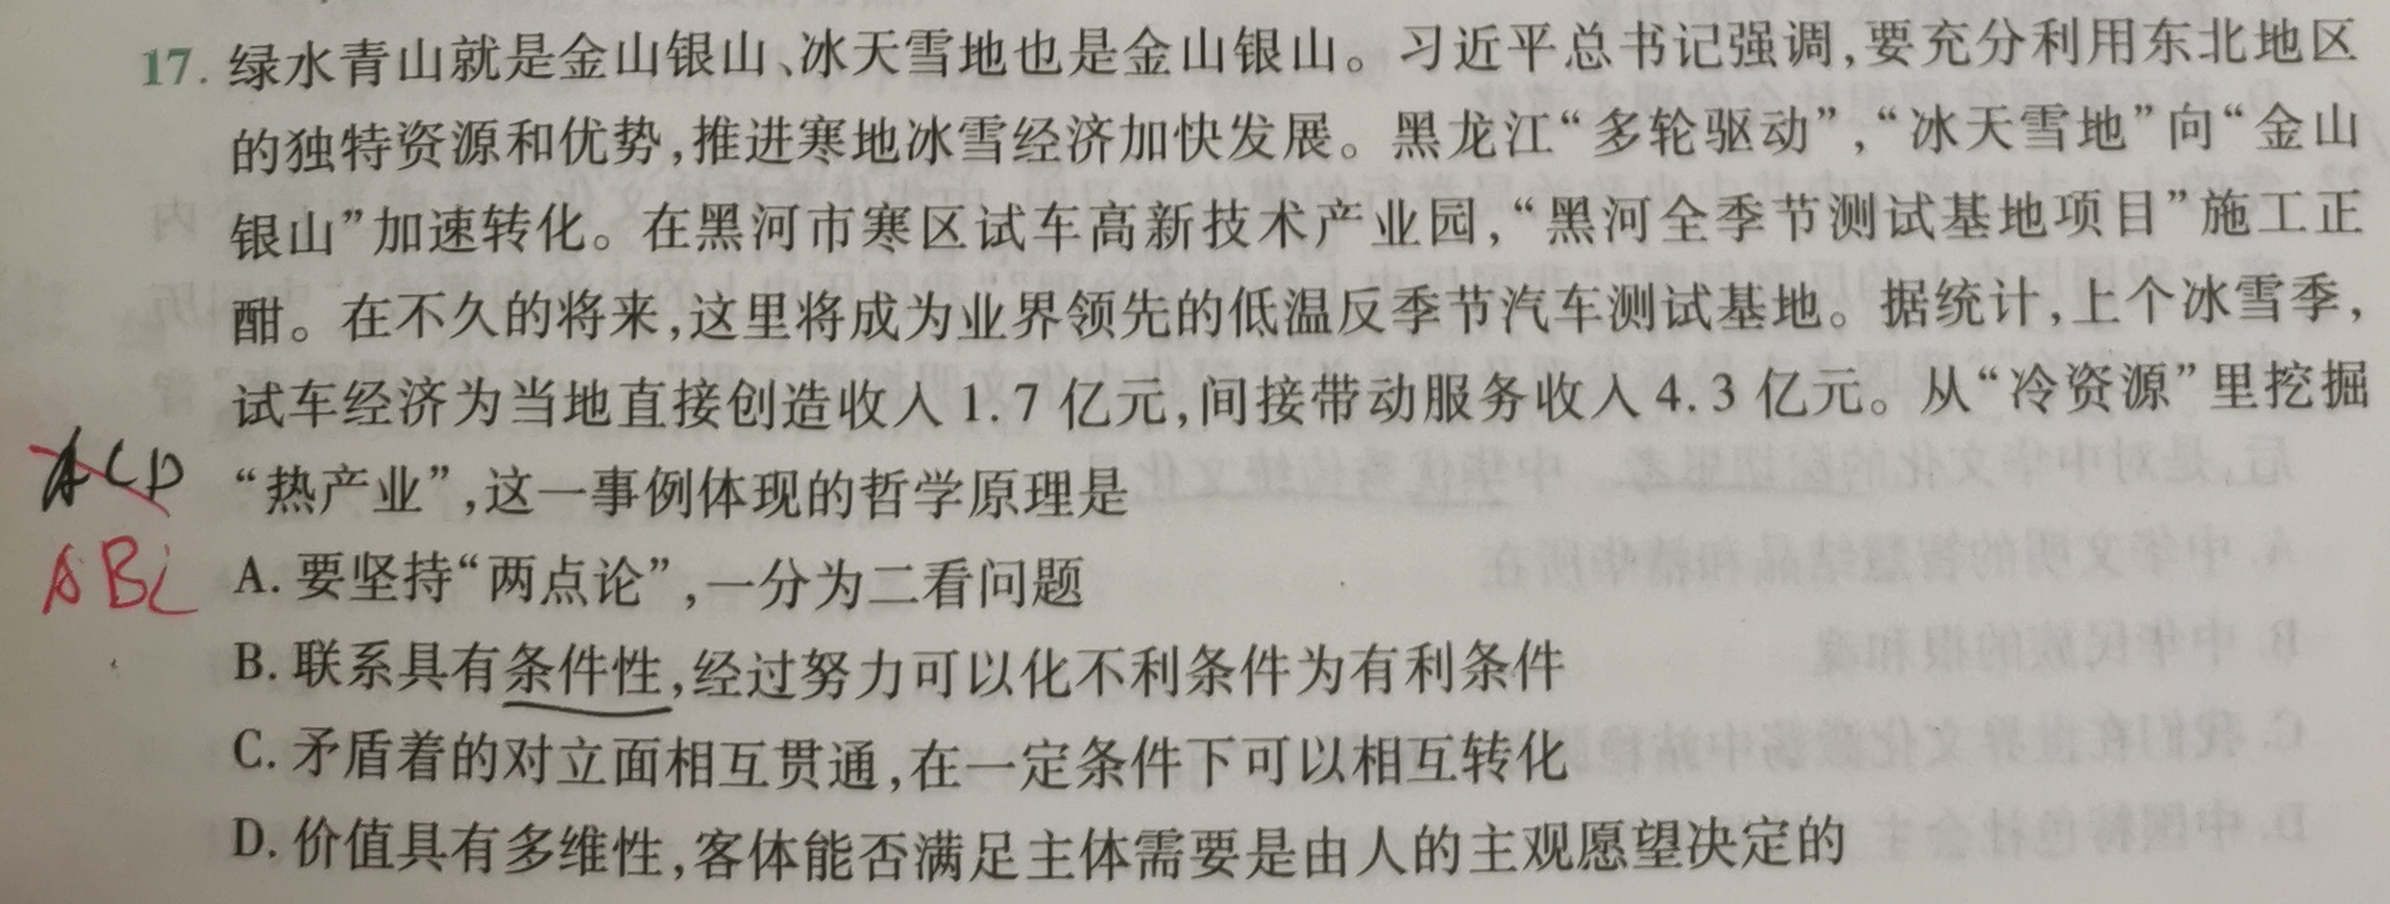 17. 绿水青山就是金山银山、冰天雪地也是金山银山。习近平总书记强调,要充分利用东北地区
的独特资源和优势,推进寒地冰雪经济加快发展。黑龙江“多轮驱动”,“冰天雪地”向“金山
银山”加速转化。在黑河市寒区试车高新技术产业园,“黑河全季节测试基地项目”施工正
酣。在不久的将来,这里将成为业界领先的低温反季节汽车测试基地。据统计,上个冰雪季,
试车经济为当地直接创造收入 1.7 亿元,间接带动服务收入 4.3 亿元。从“冷资源”里挖掘
ACD “热产业”,这一事例体现的哲学原理是
ABC A. 要坚持“两点论”,一分为二看问题
B. 联系具有条件性,经过努力可以化不利条件为有利条件
C. 矛盾着的对立面相互贯通,在一定条件下可以相互转化
D. 价值具有多维性,客体能否满足主体需要是由人的主观愿望决定的